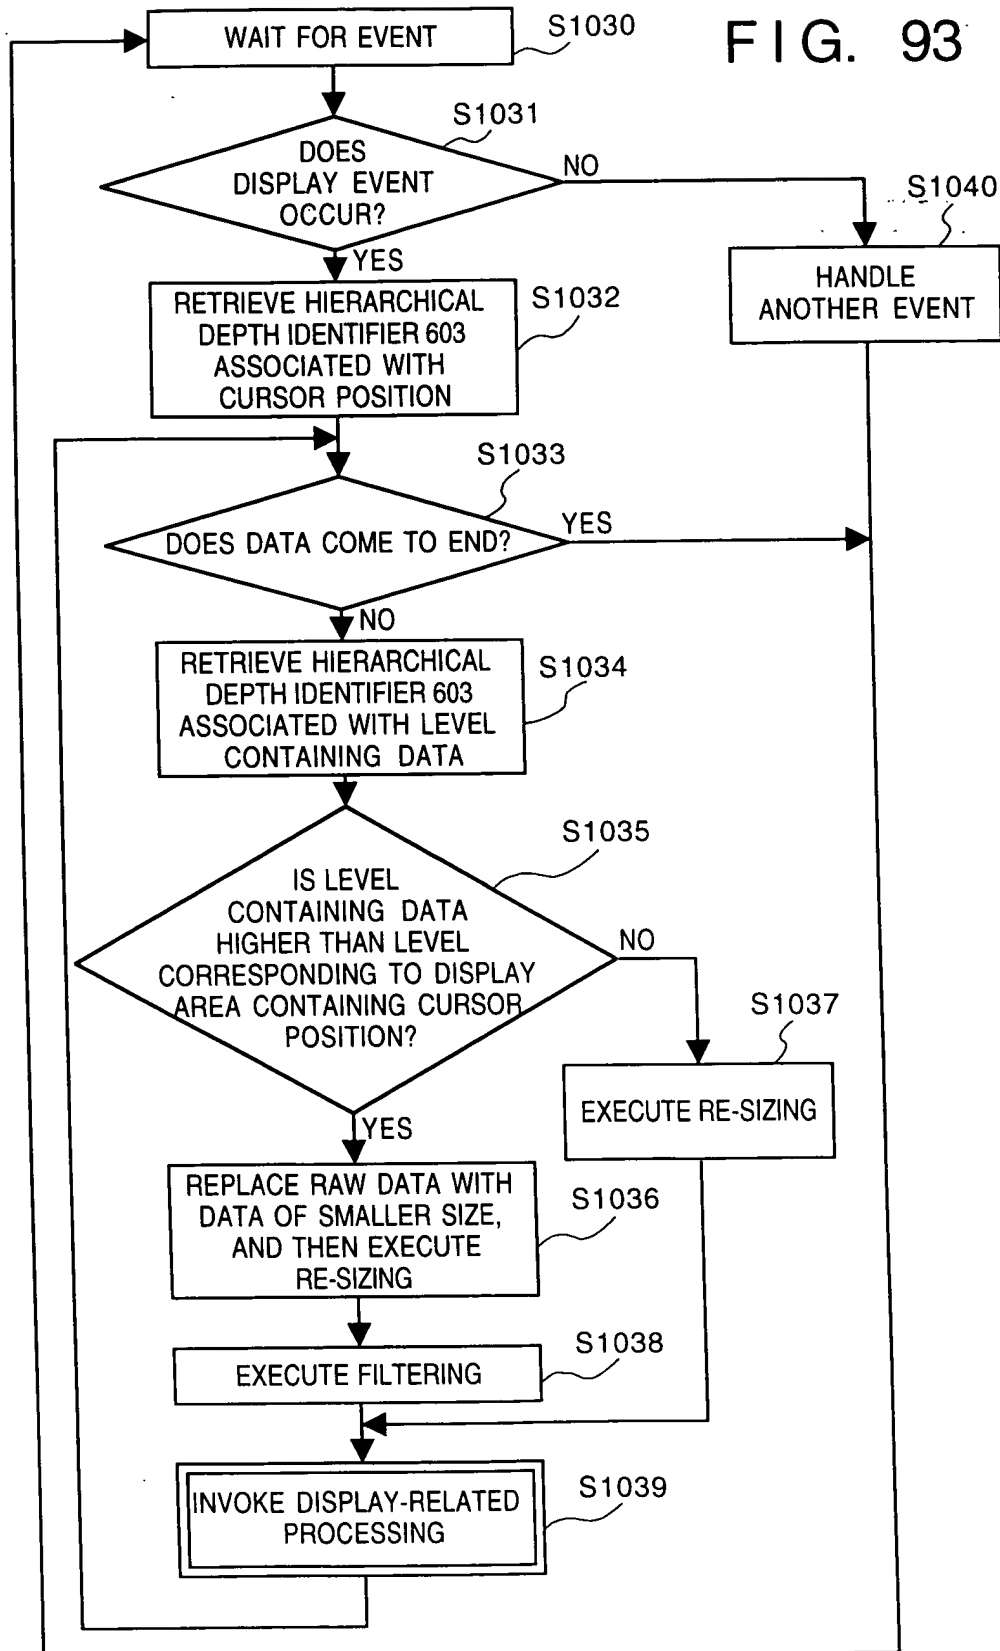 FIG. 93
WAIT FOR EVENT
S1030
S1031
DOES
DISPLAY EVENT
OCCUR?
NO
YES
S1040
HANDLE
ANOTHER EVENT
RETRIEVE HIERARCHICAL
DEPTH IDENTIFIER 603
ASSOCIATED WITH
CURSOR POSITION
S1032
S1033
DOES DATA COME TO END?
YES
NO
RETRIEVE HIERARCHICAL
DEPTH IDENTIFIER 603
ASSOCIATED WITH LEVEL
CONTAINING DATA
S1034
S1035
IS LEVEL
CONTAINING DATA
HIGHER THAN LEVEL
CORRESPONDING TO DISPLAY
AREA CONTAINING CURSOR
POSITION?
NO
YES
S1037
EXECUTE RE-SIZING
REPLACE RAW DATA WITH
DATA OF SMALLER SIZE,
AND THEN EXECUTE
RE-SIZING
S1036
S1038
EXECUTE FILTERING
INVOKE DISPLAY-RELATED
PROCESSING
S1039